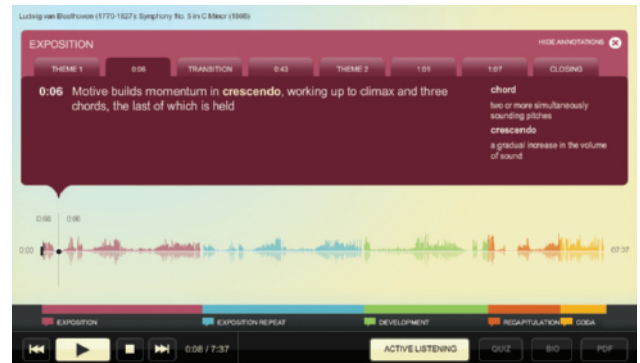 Ludwig van Beethoven (1770-1827): Symphony No. 5 in C Minor (1808)
EXPOSITION
HIDE ANNOTATIONS
THEME 1 0:06 TRANSITION 0:43 THEME 2 1:01 1:07 CLOSING
0:06 Motive builds momentum in crescendo, working up to climax and three
chords, the last of which is held
chord
two or more simultaneously
sounding pitches
crescendo
a gradual increase in the volume
of sound
0:06 0:06
0:00
07:37
EXPOSITION EXPOSITION REPEAT DEVELOPMENT RECAPITULATION CODA
0:08 / 7:37
ACTIVE LISTENING QUIZ BIO PDF